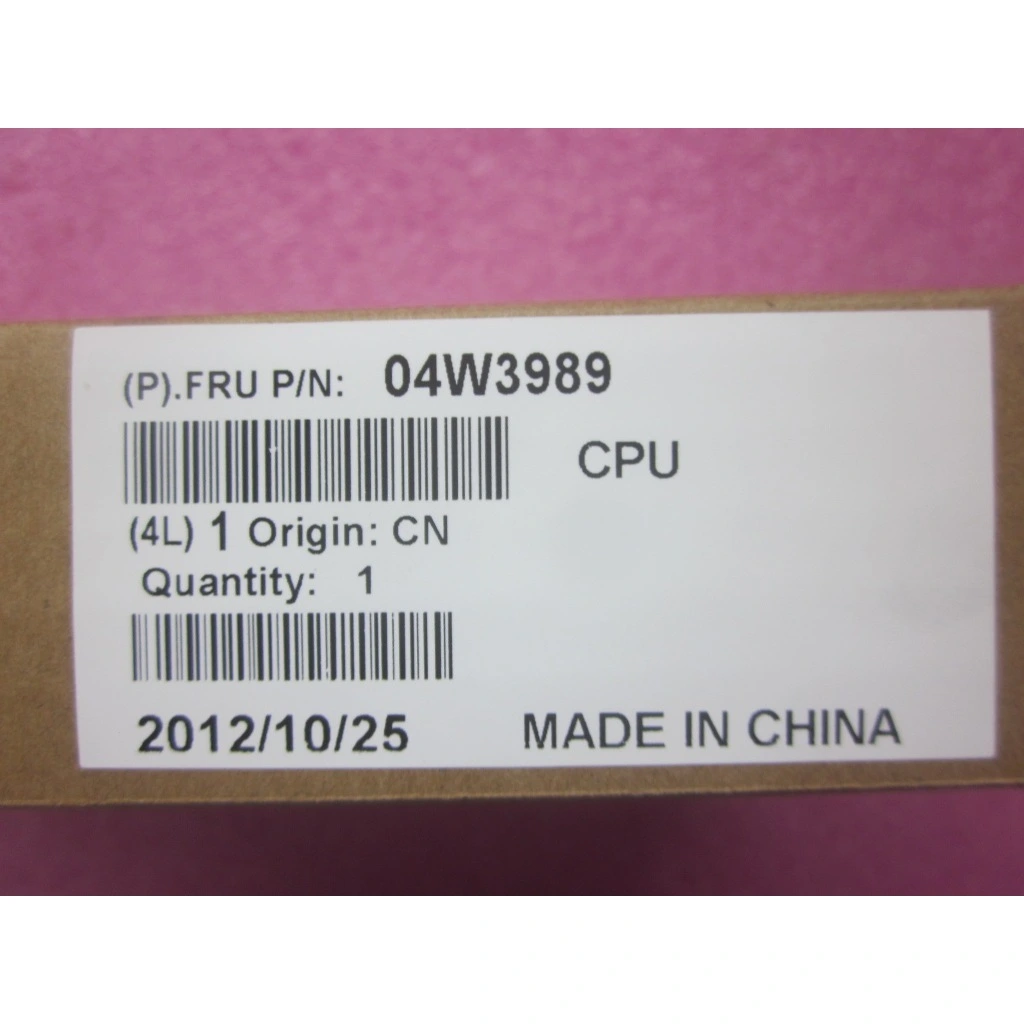 (P).FRU P/N: 04W3989
CPU
(4L) 1 Origin: CN
Quantity: 1
2012/10/25 MADE IN CHINA